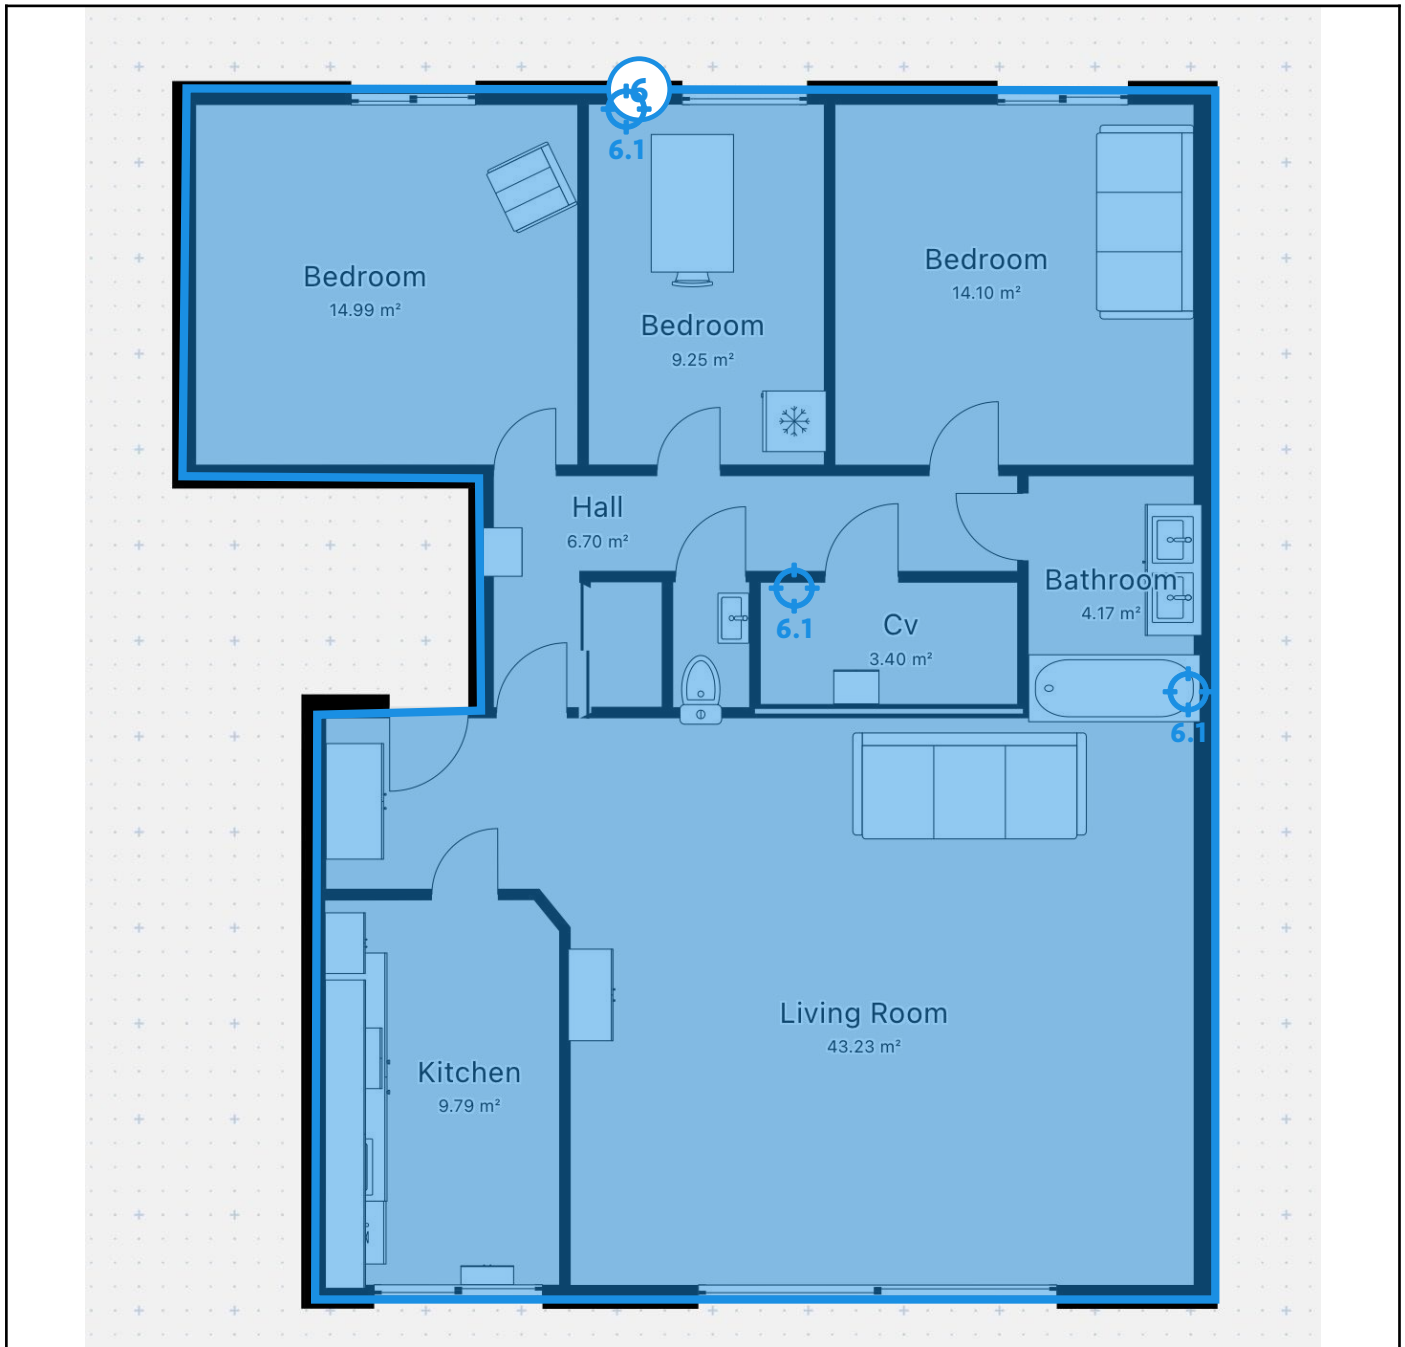 6
6.1
Bedroom
14.99 m²
Bedroom
9.25 m²
Bedroom
14.10 m²
Hall
6.70 m²
6.1
Cv
3.40 m²
Bathroom
4.17 m²
6.1
Living Room
43.23 m²
Kitchen
9.79 m²